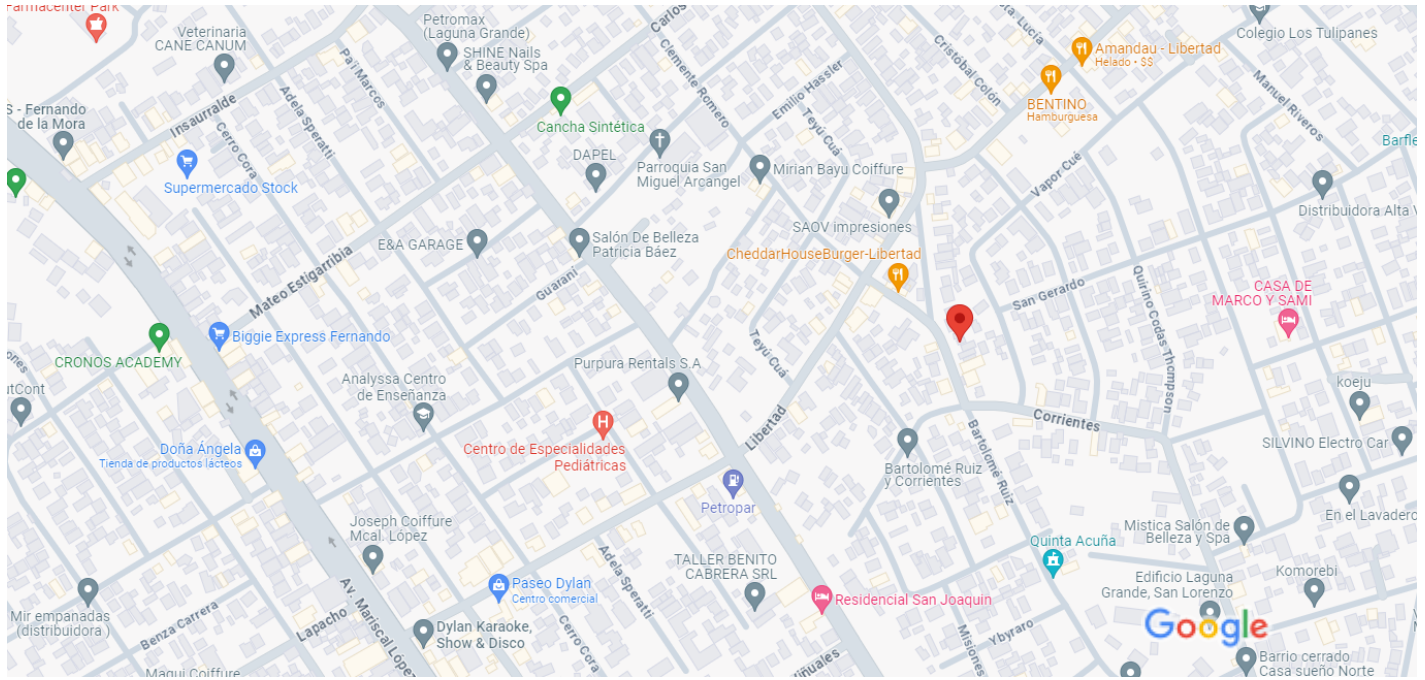 Farmacenter Park
Veterinaria
CANE CANUM
Petromax
(Laguna Grande)
SHINE Nails
& Beauty Spa
Pa'i Marcos
Carlos
Clemente Romero
Emilio Hassler
Cristóbal Colón
Lucía
Amandau - Libertad
Helado • $$
Colegio Los Tulipanes
BENTINO
Hamburguesa
Manuel Riveros
S - Fernando
de la Mora
Insaurralde
Adela Speratti
Cerro Cora
Supermercado Stock
Cancha Sintética
DAPEL
Parroquia San
Miguel Arcángel
Teyú Cuá
Mirian Bayu Coiffure
Vapor Cué
Barfle
SAOV impresiones
Distribuidora Alta V
E&A GARAGE
Salón De Belleza
Patricia Báez
Mateo Estigarribia
Guarani
CheddarHouseBurger-Libertad
San Gerardo
Quirino Codas Thompson
CASA DE
MARCO Y SAMI
CRONOS ACADEMY
Biggie Express Fernando
Teyú Cuá
Purpura Rentals S.A
Analyssa Centro
de Enseñanza
koeju
utCont
Libertad
Corrientes
Doña Ángela
Tienda de productos lácteos
Centro de Especialidades
Pediátricas
Bartolomé Ruiz
y Corrientes
Bartolomé Ruiz
SILVINO Electro Car
Petropar
En el Lavadero
Joseph Coiffure
Mcal. López
Mistica Salón de
Belleza y Spa
Quinta Acuña
TALLER BENITO
CABRERA SRL
Adela Speratti
Edificio Laguna
Grande, San Lorenzo
Komorebi
Paseo Dylan
Centro comercial
Residencial San Joaquin
Mir empanadas
(distribuidora )
Benza Carrera
Lapacho
Av. Mariscal López
Dylan Karaoke,
Show & Disco
Cerro Cora
Misiones
Ybyraro
Google
Maqui Coiffure
Viñuales
Barrio cerrado
Casa sueño Norte